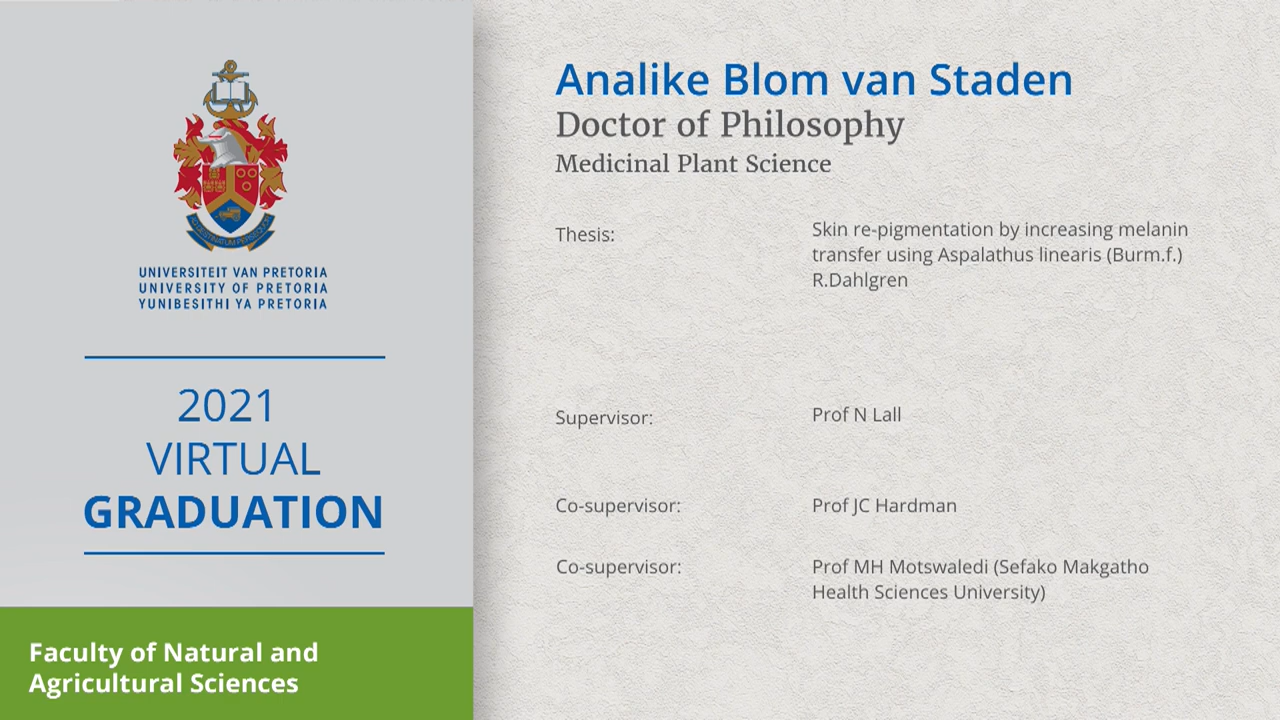 AD DESTINATUM PERSEQUOR
UNIVERSITEIT VAN PRETORIA
UNIVERSITY OF PRETORIA
YUNIBESITHI YA PRETORIA
2021
VIRTUAL
GRADUATION
Faculty of Natural and
Agricultural Sciences
Analike Blom van Staden
Doctor of Philosophy
Medicinal Plant Science
Thesis:
Skin re-pigmentation by increasing melanin
transfer using Aspalathus linearis (Burm.f.)
R.Dahlgren
Supervisor:
Prof N Lall
Co-supervisor:
Prof JC Hardman
Co-supervisor:
Prof MH Motswaledi (Sefako Makgatho
Health Sciences University)